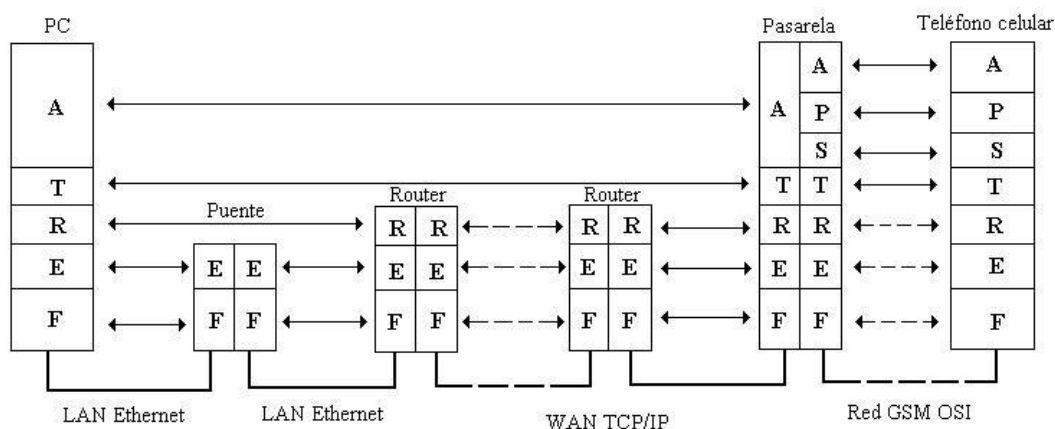 PC
Pasarela
Teléfono celular
A
A
A
A
P
P
S
S
T
T
T
T
Puente
Router
Router
R
R
R
R
R
R
R
R
E
E
E
E
E
E
E
E
E
E
F
F
F
F
F
F
F
F
F
F
LAN Ethernet
LAN Ethernet
WAN TCP/IP
Red GSM OSI